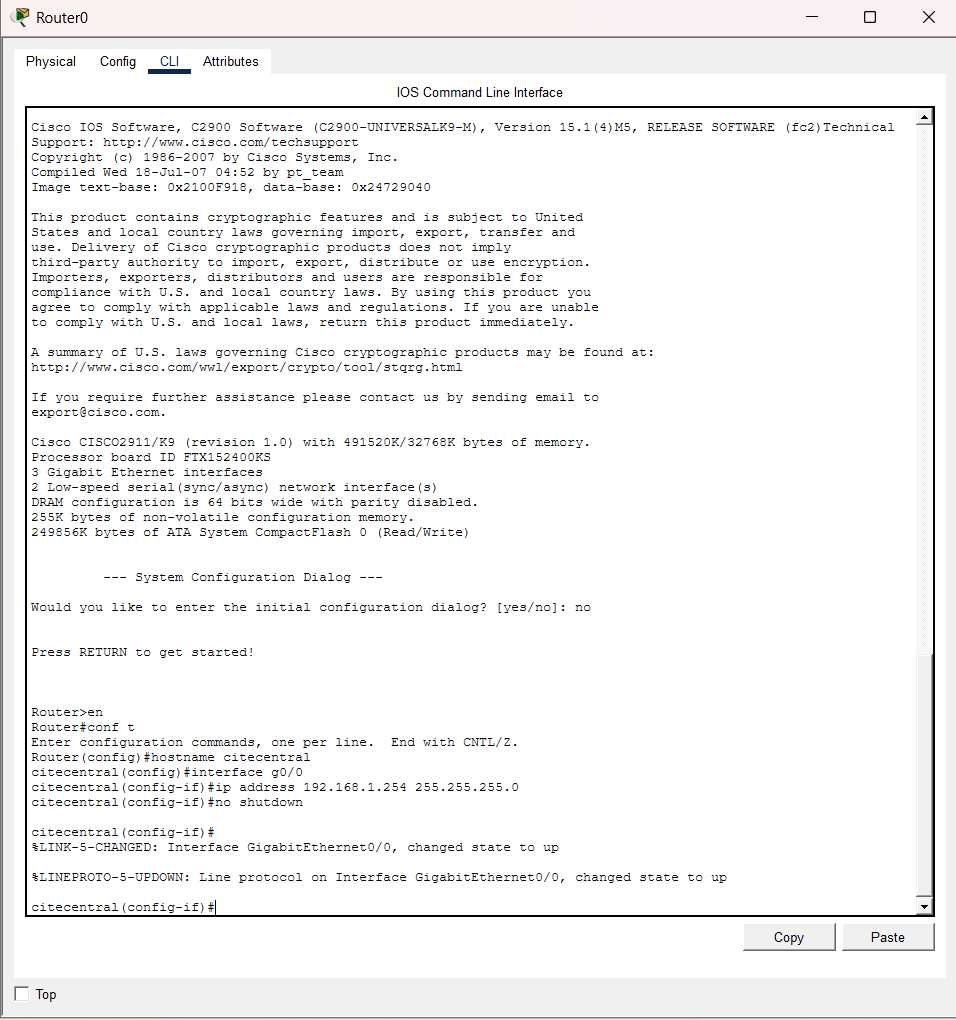 Router0
Physical Config CLI Attributes
IOS Command Line Interface
Cisco IOS Software, C2900 Software (C2900-UNIVERSALK9-M), Version 15.1(4)M5, RELEASE SOFTWARE (fc2)Technical
Support: http://www.cisco.com/techsupport
Copyright (c) 1986-2007 by Cisco Systems, Inc.
Compiled Wed 18-Jul-07 04:52 by pt_team
Image text-base: 0x2100F918, data-base: 0x24729040
This product contains cryptographic features and is subject to United
States and local country laws governing import, export, transfer and
use. Delivery of Cisco cryptographic products does not imply
third-party authority to import, export, distribute or use encryption.
Importers, exporters, distributors and users are responsible for
compliance with U.S. and local country laws. By using this product you
agree to comply with applicable laws and regulations. If you are unable
to comply with U.S. and local laws, return this product immediately.
A summary of U.S. laws governing Cisco cryptographic products may be found at:
http://www.cisco.com/wwl/export/crypto/tool/stqrg.html
If you require further assistance please contact us by sending email to
export@cisco.com.
Cisco CISCO2911/K9 (revision 1.0) with 491520K/32768K bytes of memory.
Processor board ID FTX152400KS
3 Gigabit Ethernet interfaces
2 Low-speed serial(sync/async) network interface(s)
DRAM configuration is 64 bits wide with parity disabled.
255K bytes of non-volatile configuration memory.
249856K bytes of ATA System CompactFlash 0 (Read/Write)
--- System Configuration Dialog ---
Would you like to enter the initial configuration dialog? [yes/no]: no
Press RETURN to get started!
Router>en
Router#conf t
Enter configuration commands, one per line.  End with CNTL/Z.
Router(config)#hostname citecentral
citecentral(config)#interface g0/0
citecentral(config-if)#ip address 192.168.1.254 255.255.255.0
citecentral(config-if)#no shutdown
citecentral(config-if)#
%LINK-5-CHANGED: Interface GigabitEthernet0/0, changed state to up
%LINEPROTO-5-UPDOWN: Line protocol on Interface GigabitEthernet0/0, changed state to up
citecentral(config-if)#
Copy Paste
Top